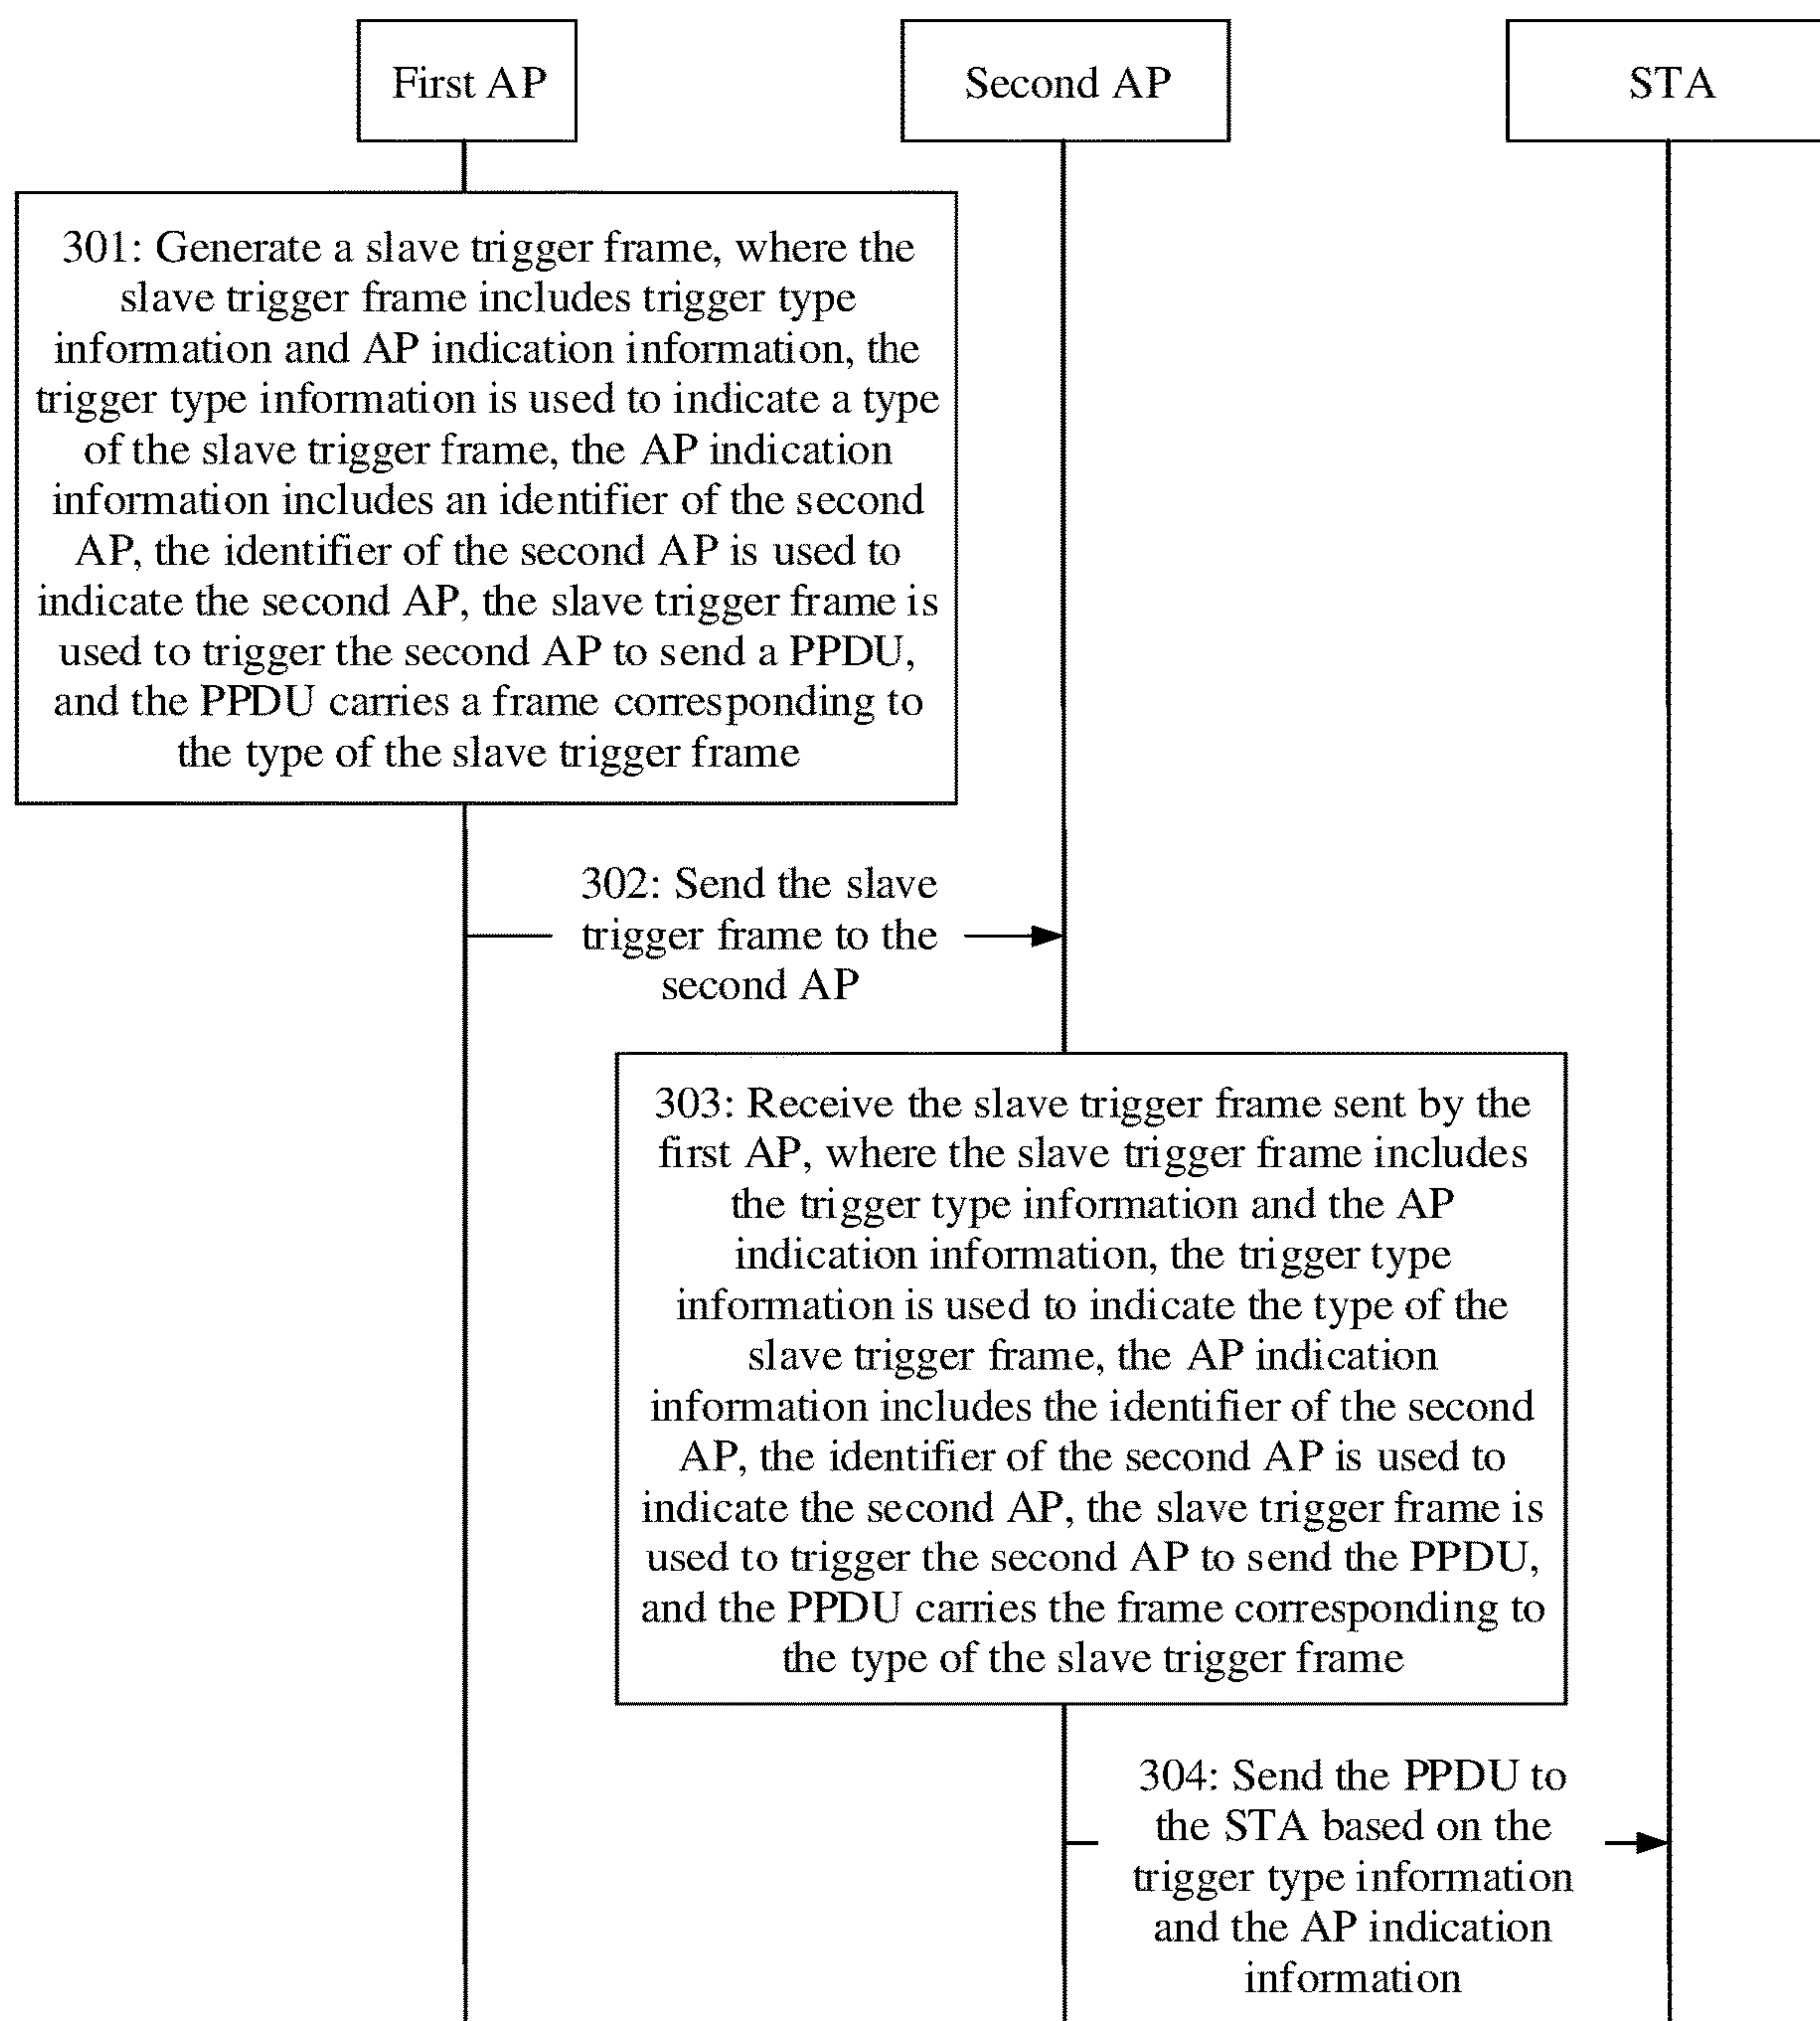 First AP
Second AP
STA
301: Generate a slave trigger frame, where the
slave trigger frame includes trigger type
information and AP indication information, the
trigger type information is used to indicate a type
of the slave trigger frame, the AP indication
information includes an identifier of the second
AP, the identifier of the second AP is used to
indicate the second AP, the slave trigger frame is
used to trigger the second AP to send a PPDU,
and the PPDU carries a frame corresponding to
the type of the slave trigger frame
302: Send the slave
trigger frame to the
second AP
303: Receive the slave trigger frame sent by the
first AP, where the slave trigger frame includes
the trigger type information and the AP
indication information, the trigger type
information is used to indicate the type of the
slave trigger frame, the AP indication
information includes the identifier of the second
AP, the identifier of the second AP is used to
indicate the second AP, the slave trigger frame is
used to trigger the second AP to send the PPDU,
and the PPDU carries the frame corresponding to
the type of the slave trigger frame
304: Send the PPDU to
the STA based on the
trigger type information
and the AP indication
information